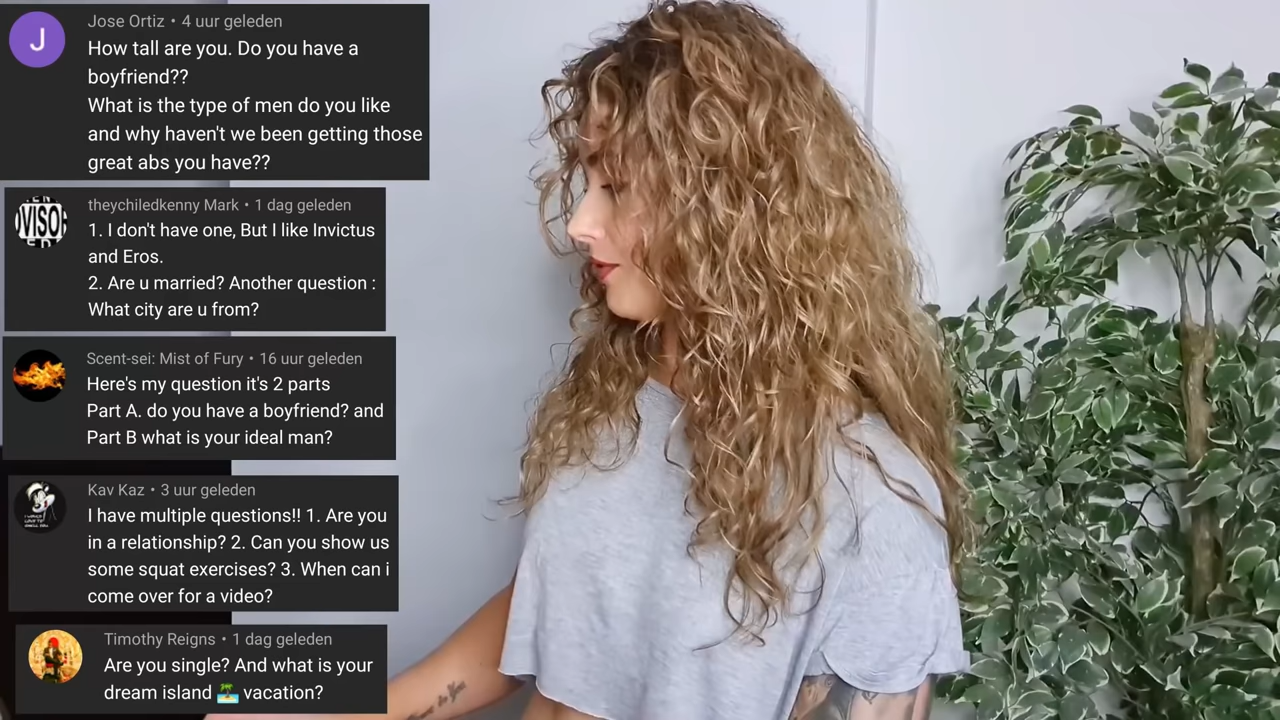 Jose Ortiz • 4 uur geleden
How tall are you. Do you have a
boyfriend??
What is the type of men do you like
and why haven't we been getting those
great abs you have??
J
theychiledkenny Mark • 1 dag geleden
1. I don't have one, But I like Invictus
and Eros.
2. Are u married? Another question :
What city are u from?
VISO
Scent-sei: Mist of Fury • 16 uur geleden
Here's my question it's 2 parts
Part A. do you have a boyfriend? and
Part B what is your ideal man?
Kav Kaz • 3 uur geleden
I have multiple questions!! 1. Are you
in a relationship? 2. Can you show us
some squat exercises? 3. When can i
come over for a video?
Timothy Reigns • 1 dag geleden
Are you single? And what is your
dream island 🏝️ vacation?